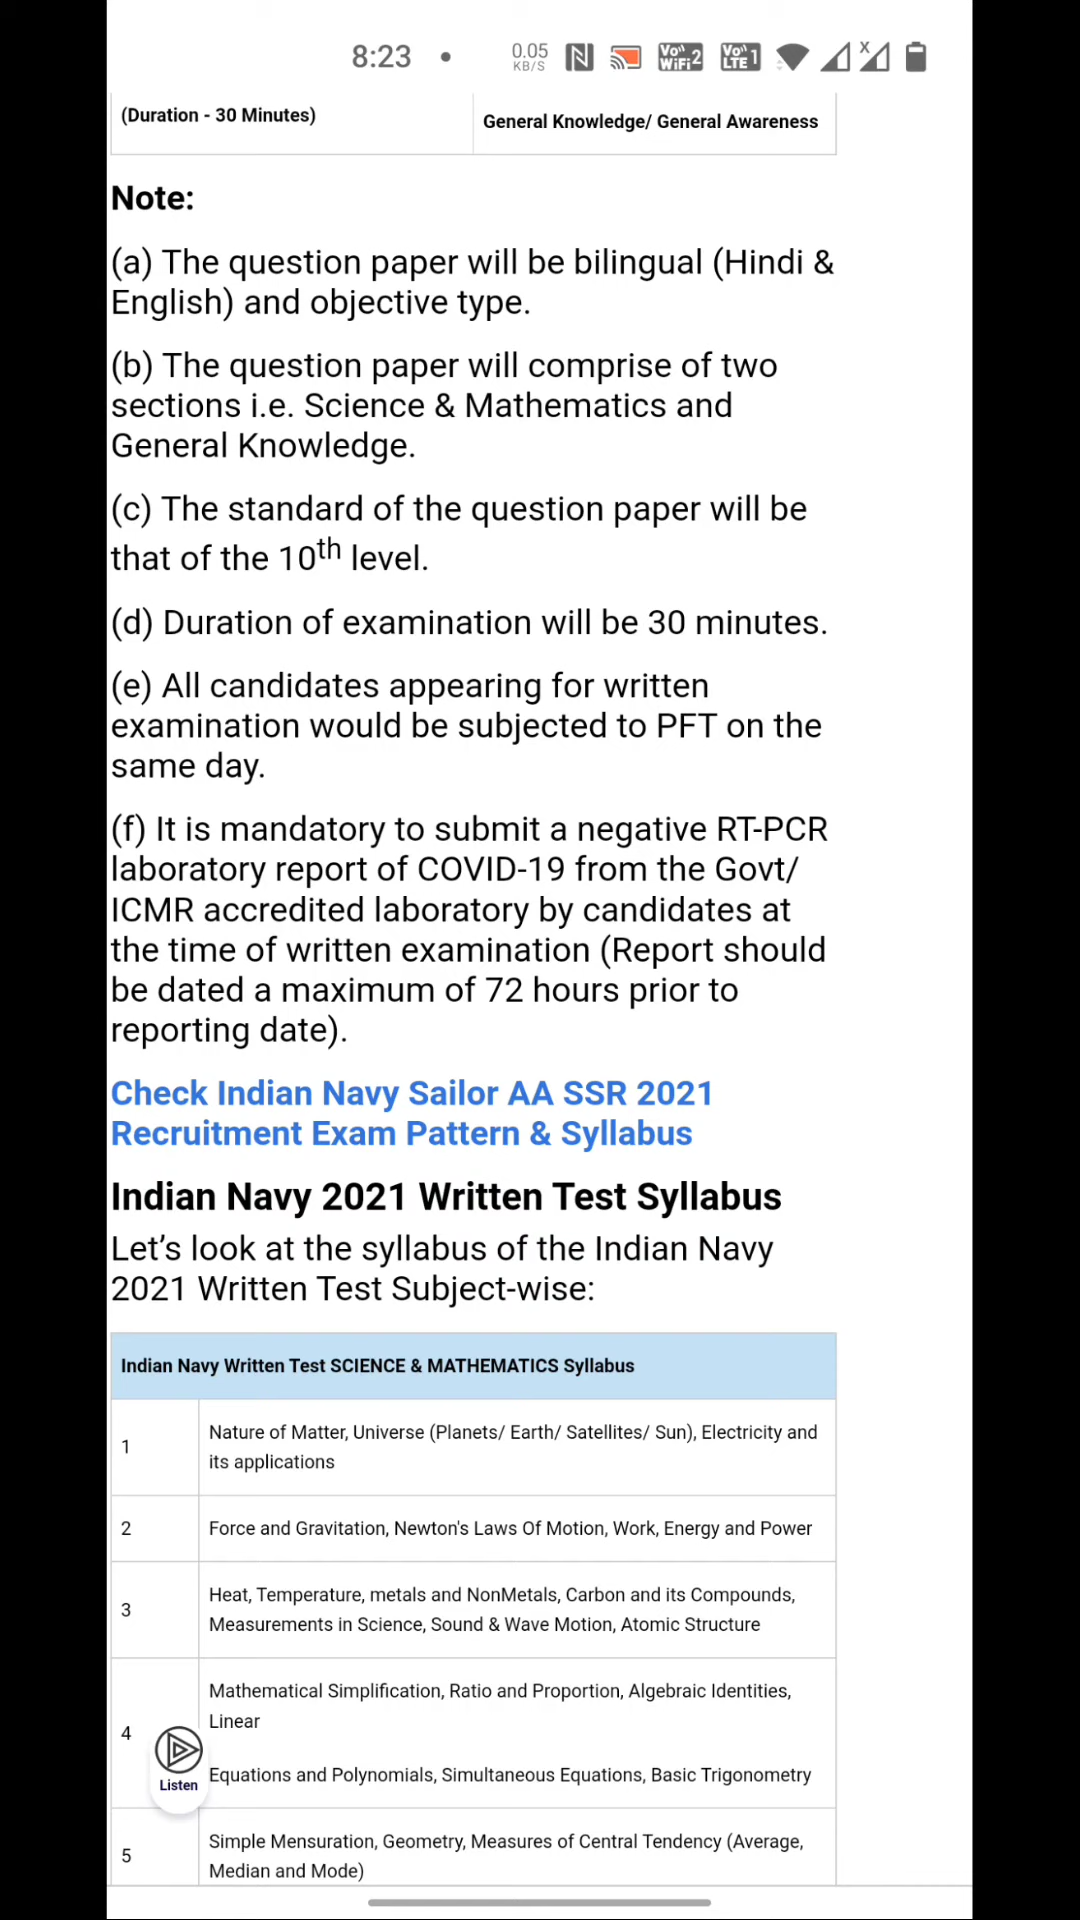 8:23 • 0.05 KB/S Vo WiFi 2 Vo LTE 1 X
(Duration - 30 Minutes) General Knowledge/ General Awareness
Note:
(a) The question paper will be bilingual (Hindi &
English) and objective type.
(b) The question paper will comprise of two
sections i.e. Science & Mathematics and
General Knowledge.
(c) The standard of the question paper will be
that of the 10th level.
(d) Duration of examination will be 30 minutes.
(e) All candidates appearing for written
examination would be subjected to PFT on the
same day.
(f) It is mandatory to submit a negative RT-PCR
laboratory report of COVID-19 from the Govt/
ICMR accredited laboratory by candidates at
the time of written examination (Report should
be dated a maximum of 72 hours prior to
reporting date).
Check Indian Navy Sailor AA SSR 2021
Recruitment Exam Pattern & Syllabus
Indian Navy 2021 Written Test Syllabus
Let’s look at the syllabus of the Indian Navy
2021 Written Test Subject-wise:
Indian Navy Written Test SCIENCE & MATHEMATICS Syllabus
1
Nature of Matter, Universe (Planets/ Earth/ Satellites/ Sun), Electricity and
its applications
2
Force and Gravitation, Newton's Laws Of Motion, Work, Energy and Power
3
Heat, Temperature, metals and NonMetals, Carbon and its Compounds,
Measurements in Science, Sound & Wave Motion, Atomic Structure
4
Mathematical Simplification, Ratio and Proportion, Algebraic Identities,
Linear
Equations and Polynomials, Simultaneous Equations, Basic Trigonometry
Listen
5
Simple Mensuration, Geometry, Measures of Central Tendency (Average,
Median and Mode)